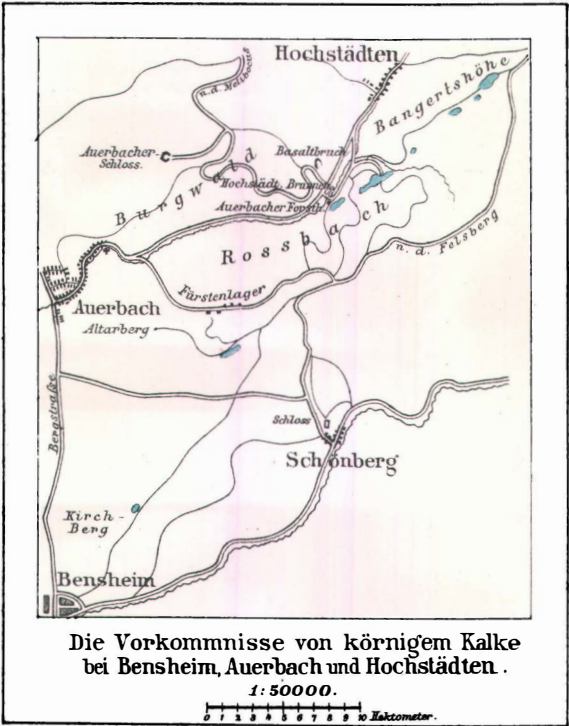 Hochstädten
n. d. Melibocus
Bangertshöhe
Auerbacher-
Schloss.
Basaltbruch
Burgwald
Hochstädt. Brunnen
Auerbacher Forsth.
Rossbach
n. d. Felsberg
Fürstenlager
Auerbach
Altarberg
Bergstraße
Schloss
Schönberg
Kirch-
Berg
Bensheim
Die Vorkommnisse von körnigem Kalke
bei Bensheim, Auerbach und Hochstädten.
1:50000.
0 1 2 3 4 5 6 7 8 9 10 Hektometer.